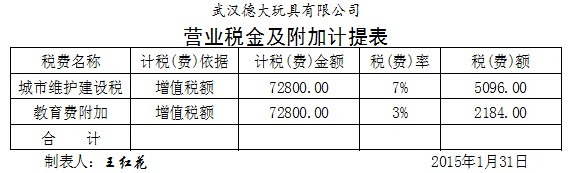 武汉德大玩具有限公司
营业税金及附加计提表
税费名称 计税(费)依据 计税(费)金额 税(费)率 税(费)额
城市维护建设税 增值税额 72800.00 7% 5096.00
教育费附加 增值税额 72800.00 3% 2184.00
合 计
制表人: 王红花 2015年1月31日